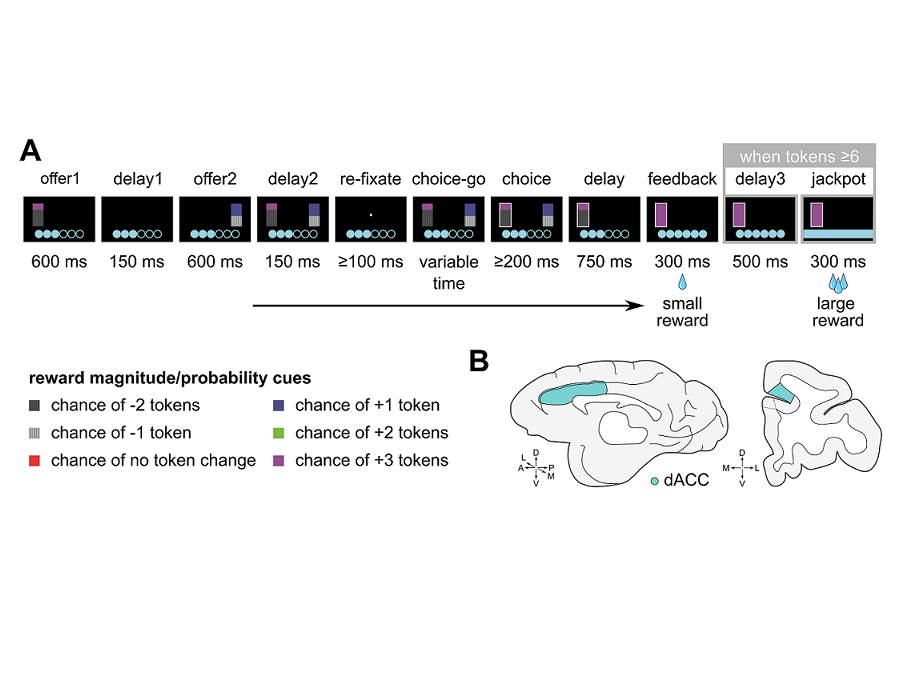 A
when tokens ≥6
offer1 delay1 offer2 delay2 re-fixate choice-go choice delay feedback delay3 jackpot
600 ms 150 ms 600 ms 150 ms ≥100 ms variable time ≥200 ms 750 ms 300 ms 500 ms 300 ms
small reward
large reward
reward magnitude/probability cues
chance of -2 tokens
chance of -1 token
chance of no token change
chance of +1 token
chance of +2 tokens
chance of +3 tokens
B
D
L
A P
M
V
dACC
D
M L
V